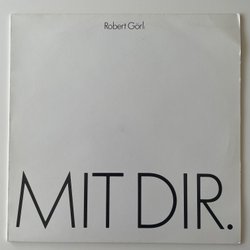 Robert Görl
MIT DIR.